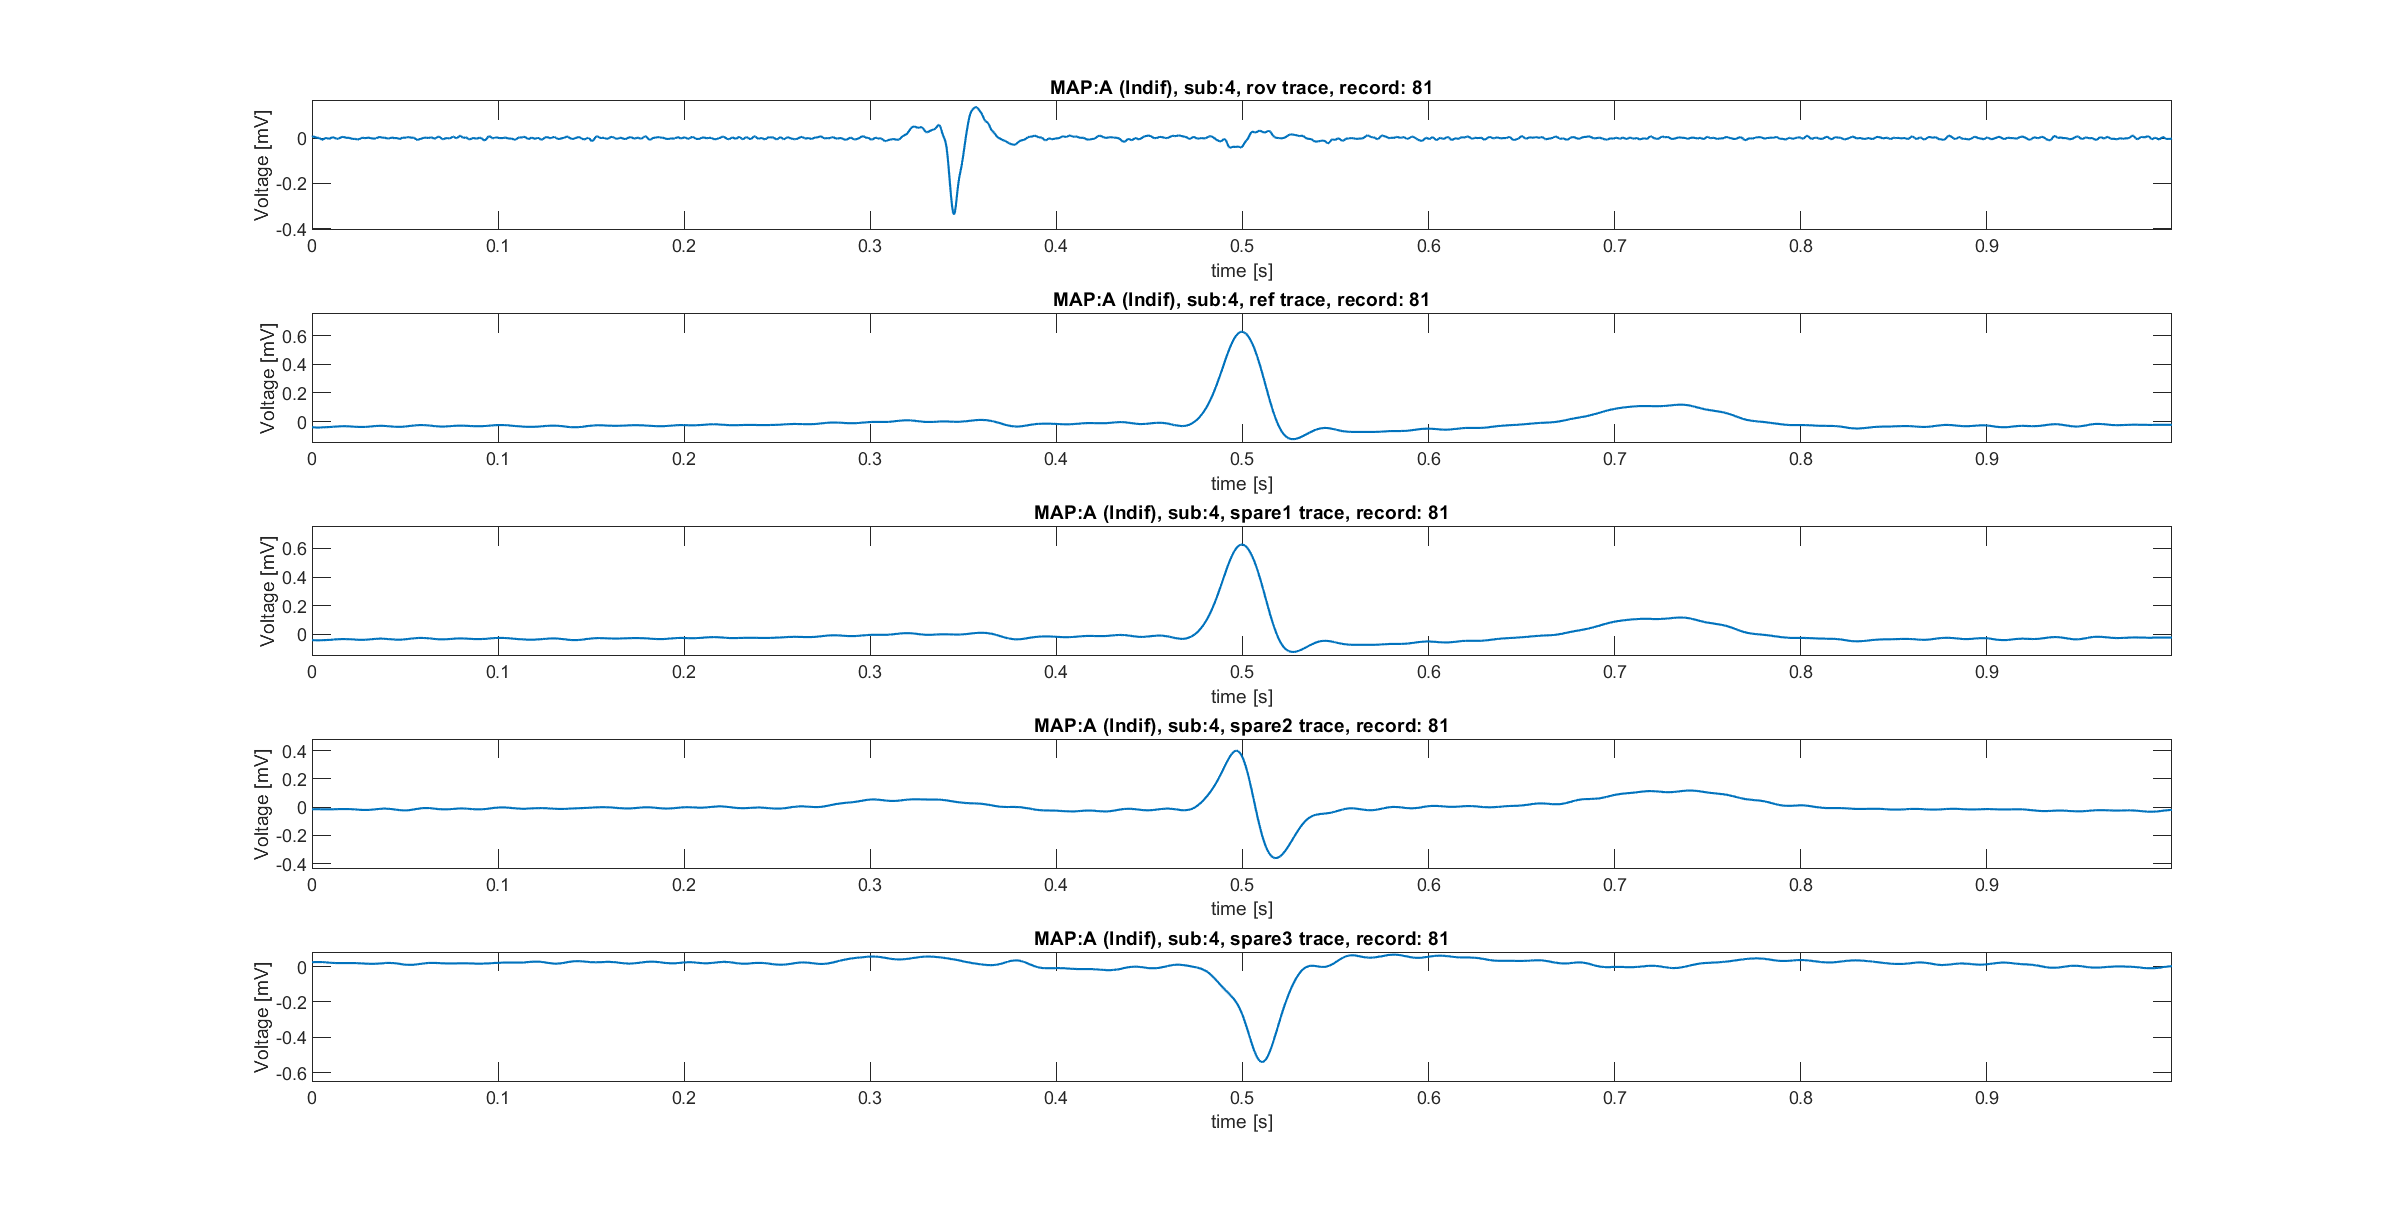 MAP:A (Indif), sub:4, rov trace, record: 81
Voltage [mV]
0
-0.2
-0.4
0 0.1 0.2 0.3 0.4 0.5 0.6 0.7 0.8 0.9
time [s]
MAP:A (Indif), sub:4, ref trace, record: 81
Voltage [mV]
0.6
0.4
0.2
0
0 0.1 0.2 0.3 0.4 0.5 0.6 0.7 0.8 0.9
time [s]
MAP:A (Indif), sub:4, spare1 trace, record: 81
Voltage [mV]
0.6
0.4
0.2
0
0 0.1 0.2 0.3 0.4 0.5 0.6 0.7 0.8 0.9
time [s]
MAP:A (Indif), sub:4, spare2 trace, record: 81
Voltage [mV]
0.4
0.2
0
-0.2
-0.4
0 0.1 0.2 0.3 0.4 0.5 0.6 0.7 0.8 0.9
time [s]
MAP:A (Indif), sub:4, spare3 trace, record: 81
Voltage [mV]
0
-0.2
-0.4
-0.6
0 0.1 0.2 0.3 0.4 0.5 0.6 0.7 0.8 0.9
time [s]